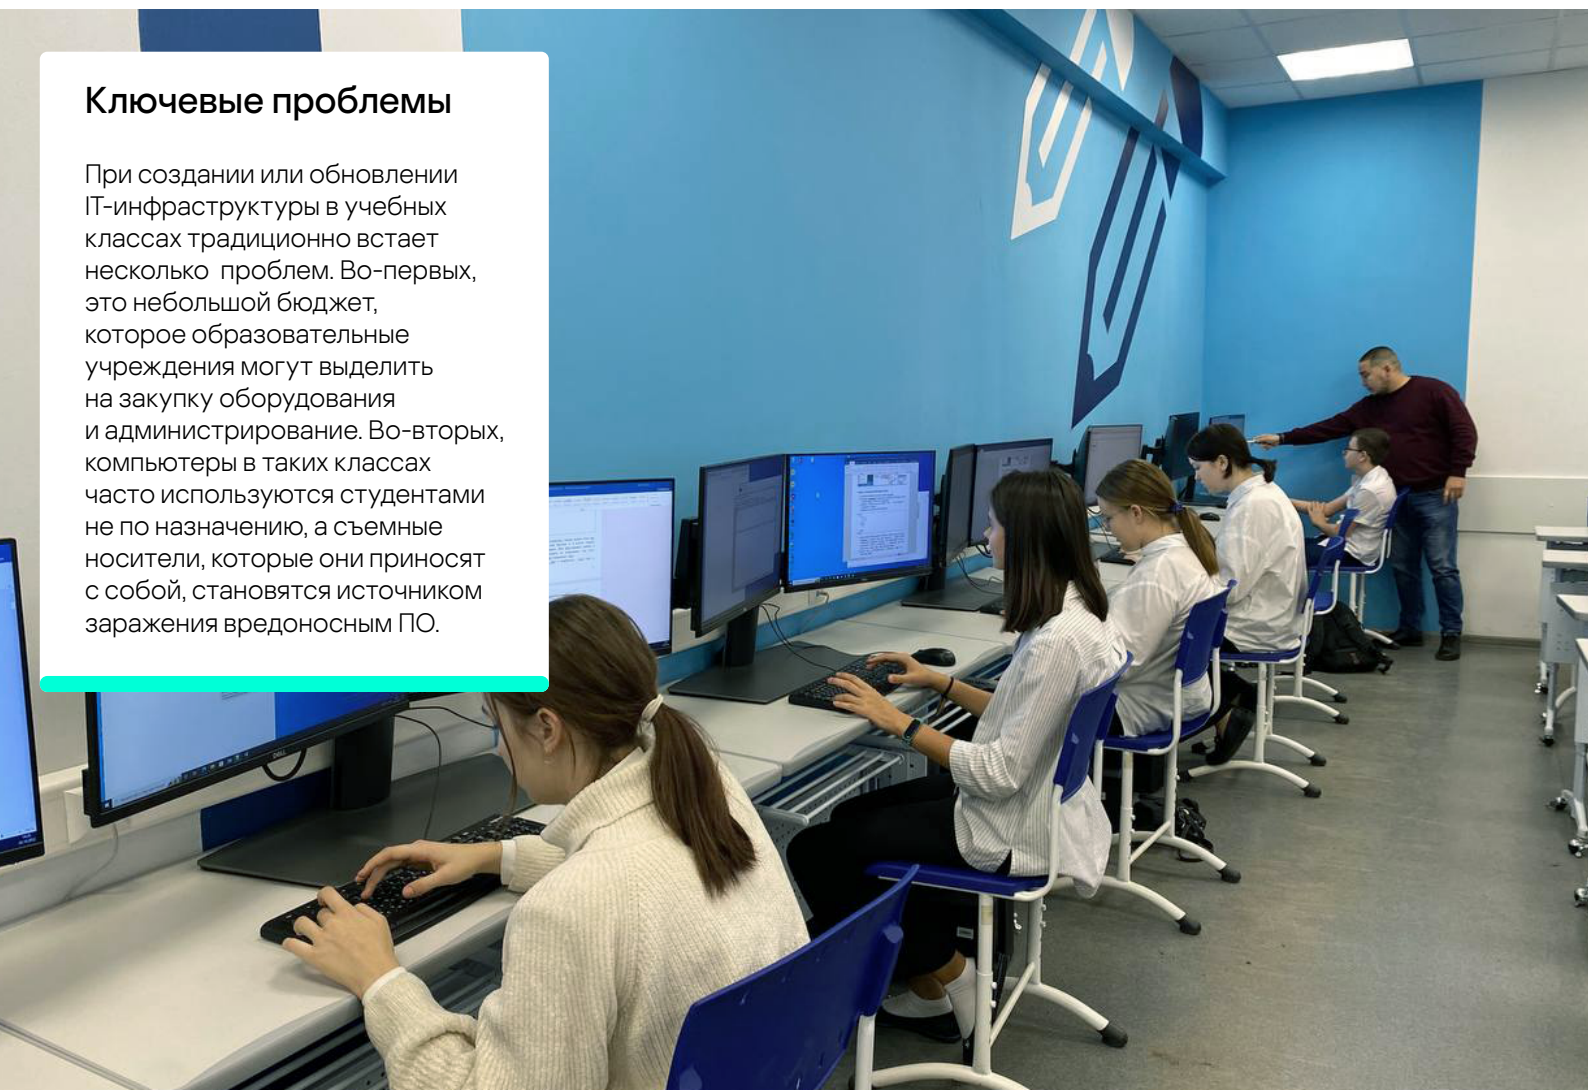 Ключевые проблемы
При создании или обновлении
IT-инфраструктуры в учебных
классах традиционно встает
несколько  проблем. Во-первых,
это небольшой бюджет,
которое образовательные
учреждения могут выделить
на закупку оборудования
и администрирование. Во-вторых,
компьютеры в таких классах
часто используются студентами
не по назначению, а съемные
носители, которые они приносят
с собой, становятся источником
заражения вредоносным ПО.
DELL